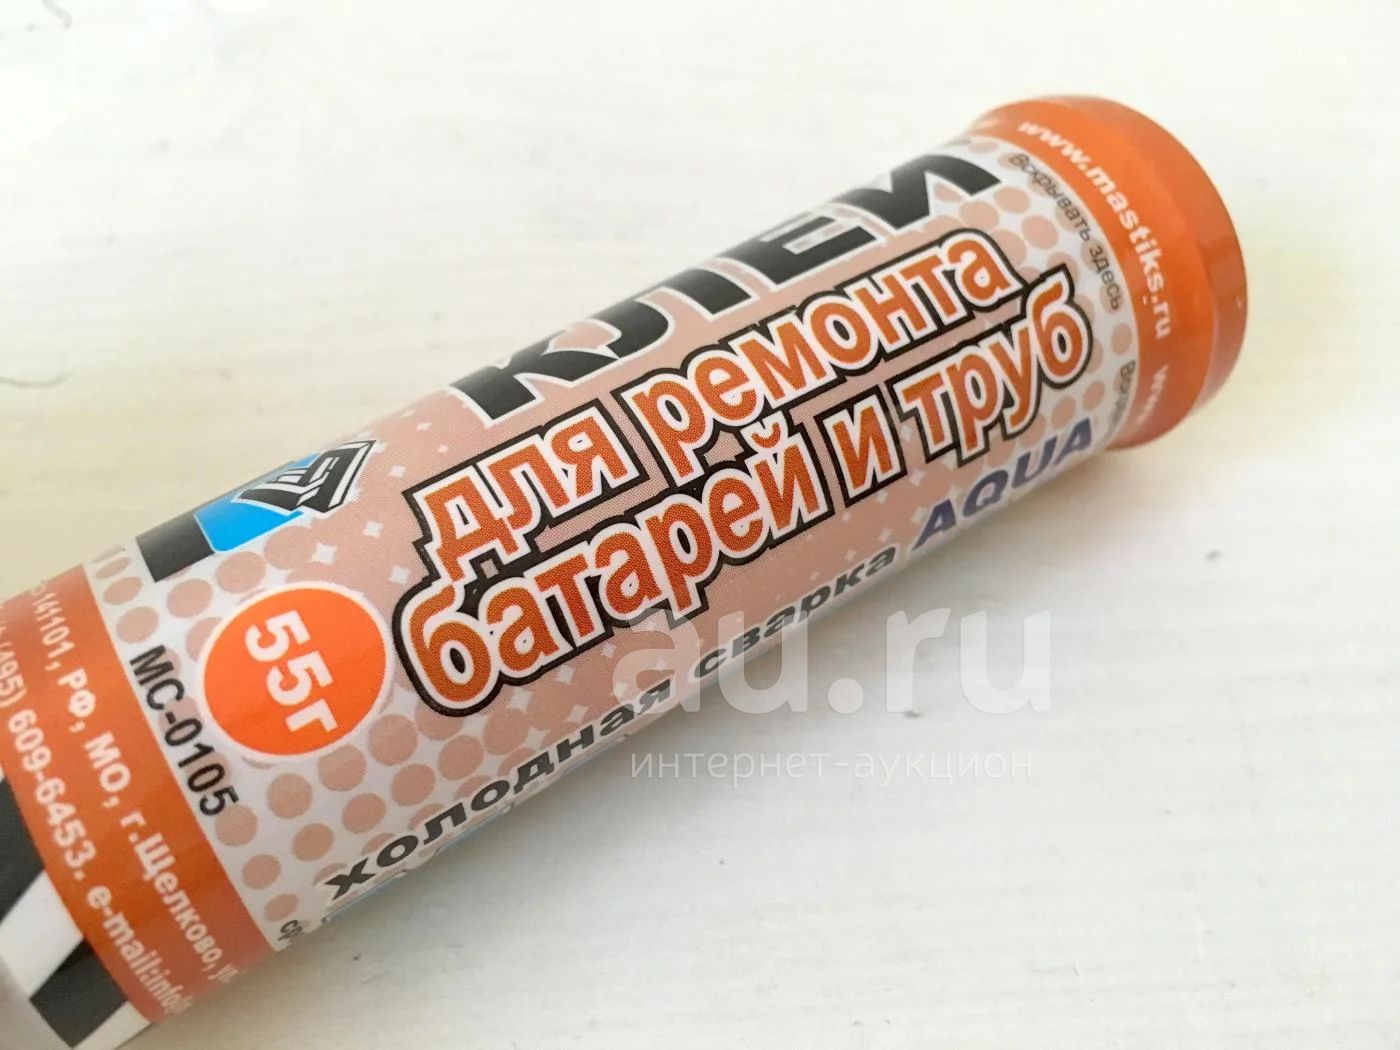 КЛЕЙ
для ремонта
батарей и труб
холодная сварка AQUA
55г
МС-0105
www.mastiks.ru
www
Вскрывать здесь
141101, РФ, МО, г.Щелково,
(495) 609-6453. e-mail:info
au.ru
интернет-аукцион